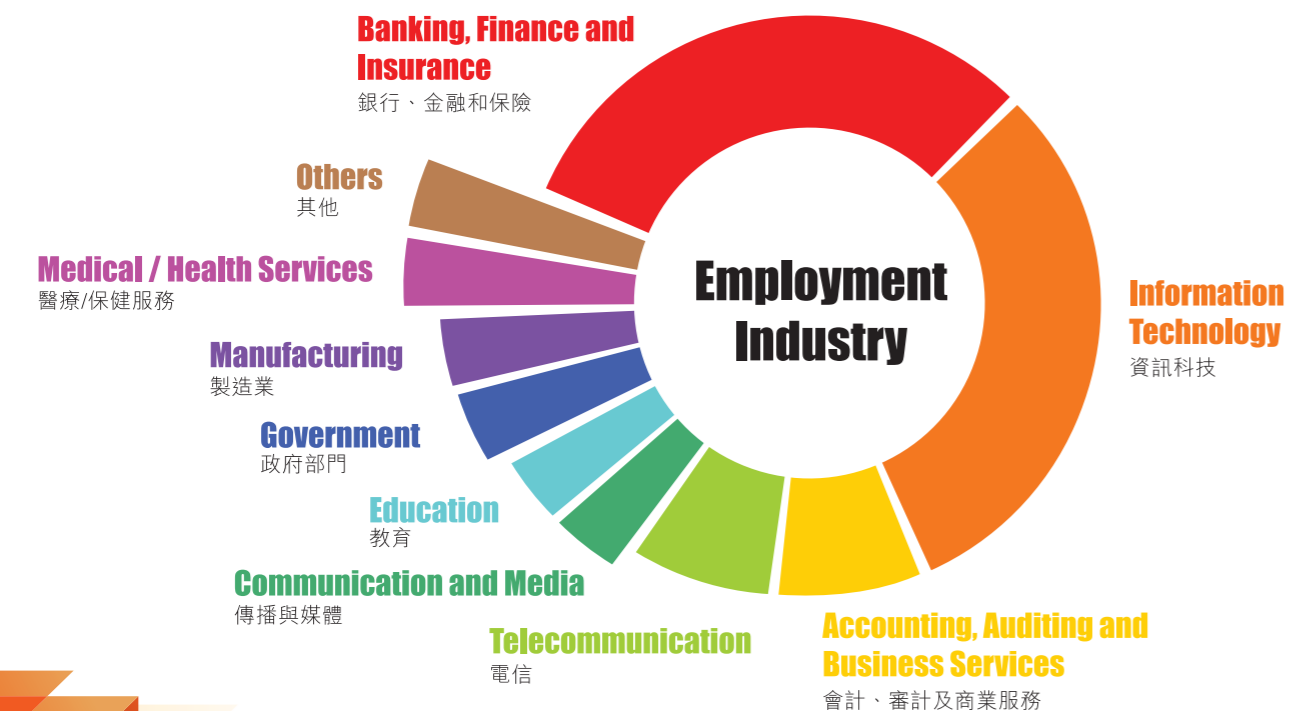 Banking, Finance and
Insurance
銀行、金融和保險
Others
其他
Medical / Health Services
醫療/保健服務
Manufacturing
製造業
Government
政府部門
Education
教育
Communication and Media
傳播與媒體
Telecommunication
電信
Accounting, Auditing and
Business Services
會計、審計及商業服務
Information
Technology
資訊科技
Employment
Industry